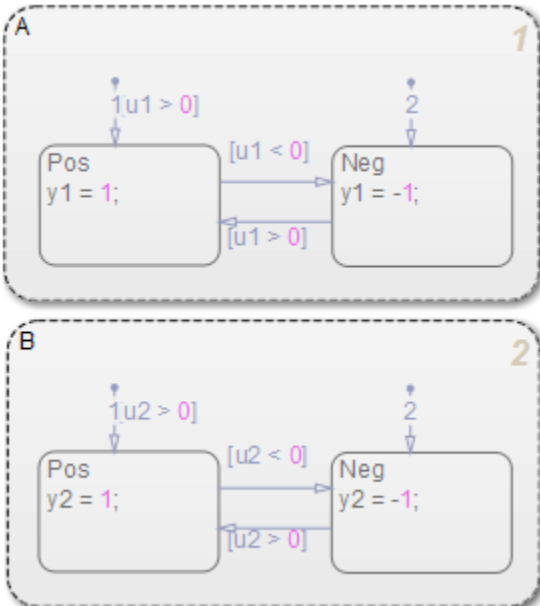 A
1
1[u1 > 0]
2
Pos
y1 = 1;
[u1 < 0]
[u1 > 0]
Neg
y1 = -1;
B
2
1[u2 > 0]
2
Pos
y2 = 1;
[u2 < 0]
[u2 > 0]
Neg
y2 = -1;